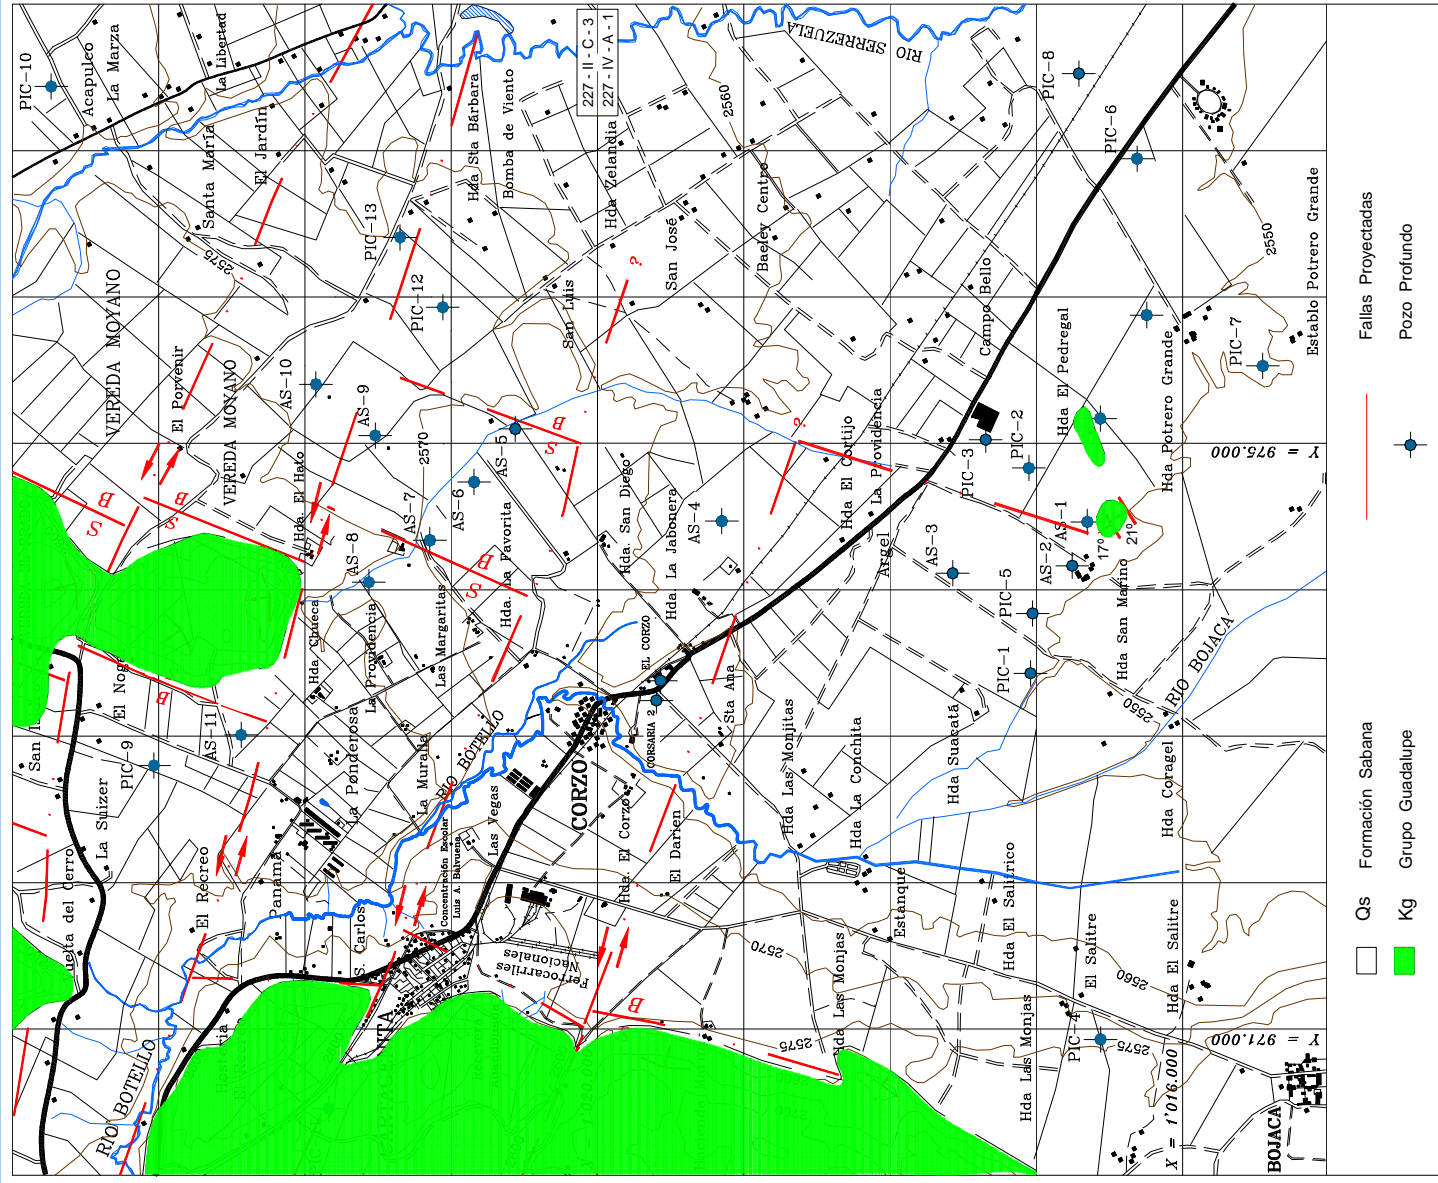 PIC-10
Acapulco
La Marza
La Libertad
Santa María
El Jardín
PIC-13
PIC-12
Hda Sta Bárbara
Bomba de Viento
227 - II - C - 3
227 - IV - A - 1
RIO SERREZUELA
Hda Zelandia
2560
PIC-8
PIC-6
2575
VEREDA MOYANO
El Porvenir
VEREDA MOYANO
AS-10
AS-9
San Luis
San José
?
Baeley Centro
Campo Bello
2550
Establo Potrero Grande
PIC-7
Hda El Pedregal
Hda Potrero Grande
Y = 975.000
B
S
B
S
Hda. El Hato
2570
AS-7
AS-6
AS-5
B
S
AS-8
Hda. La Favorita
B
S
Hda. San Diego
Hda. La Jabonera
AS-4
?
Hda El Cortijo
La Providencia
Argel
PIC-3
PIC-2
AS-3
AS-1
AS-2
17°
21°
PIC-5
PIC-1
Hda San Marino
RIO BOJACA
2550
Hda. Chueca
La Providencia
Las Margaritas
EL CORZO
CORSARIA 2
Sta Ana
B
AS-11
PIC-9
La Suizer
La Ponderosa
La Muralla
RIO BOTELLO
Las Vegas
CORZO
Hda. El Corzo
El Darien
Hda Las Monjitas
Hda La Conchita
Hda Suacatá
Hda Coragel
El Recreo
Panamá
S. Carlos
Concentración Escolar
Luis A. Balvuena
Ferrocarriles
Nacionales
B
2570
2575
Hda Las Monjas
Estanque
Hda El Salitrico
El Salitre
Hda El Salitre
2560
2575
PIC-4
Hda Las Monjas
Y = 971.000
X = 1'016.000
BOJACA
RIO BOTELLO
Fallas Proyectadas
Pozo Profundo
Qs Formación Sabana
Kg Grupo Guadalupe